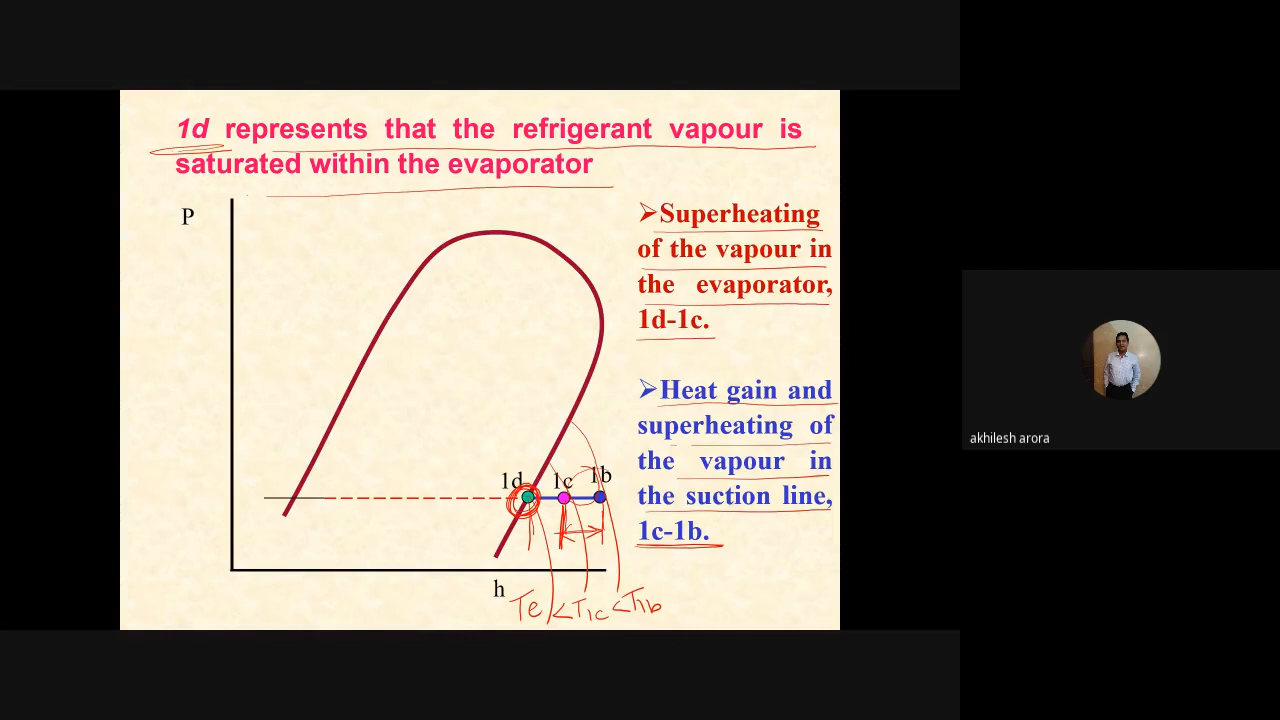 1d represents that the refrigerant vapour is
saturated within the evaporator
P
➢Superheating
of the vapour in
the evaporator,
1d-1c.
➢Heat gain and
superheating of
the vapour in
the suction line,
1c-1b.
1d 1c 1b
h
Te < T1c < T1b
akhilesh arora